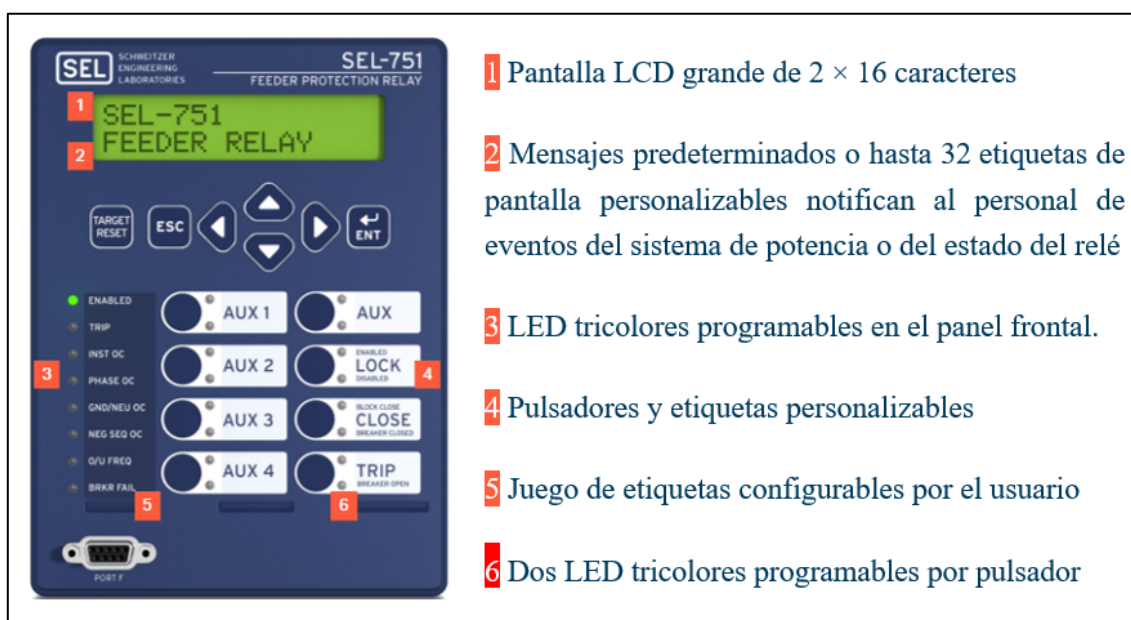 SEL SCHWEITZER
ENGINEERING
LABORATORIES
SEL-751
FEEDER PROTECTION RELAY
1
SEL-751
2
FEEDER RELAY
TARGET
RESET
ESC
ENT
ENABLED
TRIP
INST OC
3
PHASE OC
GND/NEU OC
NEG SEQ OC
O/U FREQ
BRKR FAIL
5
AUX 1
AUX
AUX 2
ENABLED
LOCK
DISABLED
4
AUX 3
BLOCK CLOSE
CLOSE
BREAKER CLOSED
AUX 4
TRIP
BREAKER OPEN
6
PORT F
1 Pantalla LCD grande de 2 × 16 caracteres
2 Mensajes predeterminados o hasta 32 etiquetas de
pantalla personalizables notifican al personal de
eventos del sistema de potencia o del estado del relé
3 LED tricolores programables en el panel frontal.
4 Pulsadores y etiquetas personalizables
5 Juego de etiquetas configurables por el usuario
6 Dos LED tricolores programables por pulsador